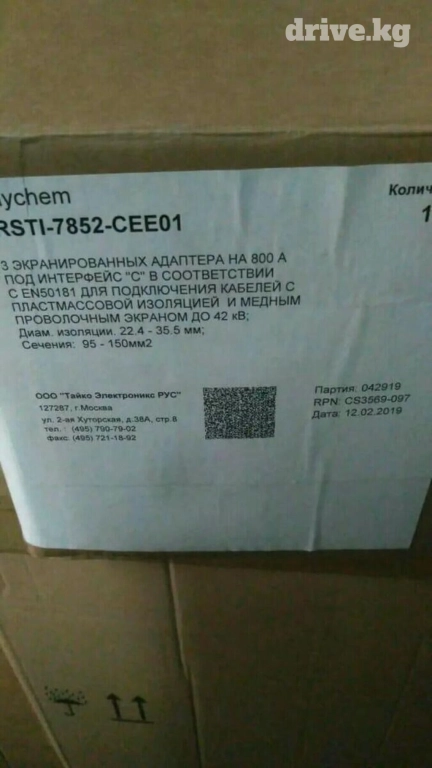 drive.kg
ychem
RSTI-7852-CEE01
Колич
1
3 ЭКРАНИРОВАННЫХ АДАПТЕРА НА 800 А
ПОД ИНТЕРФЕЙС "С" В СООТВЕТСТВИИ
С EN50181 ДЛЯ ПОДКЛЮЧЕНИЯ КАБЕЛЕЙ С
ПЛАСТМАССОВОЙ ИЗОЛЯЦИЕЙ И МЕДНЫМ
ПРОВОЛОЧНЫМ ЭКРАНОМ ДО 42 кВ;
Диам. изоляции. 22.4 - 35.5 мм;
Сечения: 95 - 150мм2
ООО "Тайко Электроникс РУС"
127287, г.Москва
ул. 2-ая Хуторская, д.38А, стр.8
тел. : (495) 790-79-02
Факс: (495) 721-18-92
Партия: 042919
RPN: CS3569-097
Дата: 12.02.2019